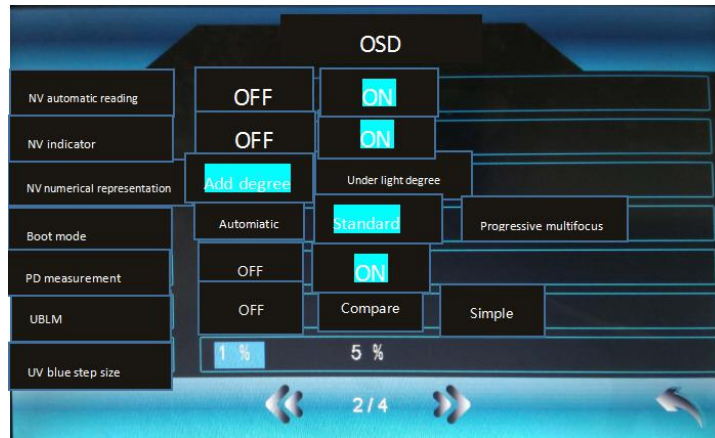 OSD
NV automatic reading OFF ON
NV indicator OFF ON
NV numerical representation Add degree Under light degree
Boot mode Automiatic Standard Progressive multifocus
PD measurement OFF ON
UBLM OFF Compare Simple
UV blue step size 1 % 5 %
2/4